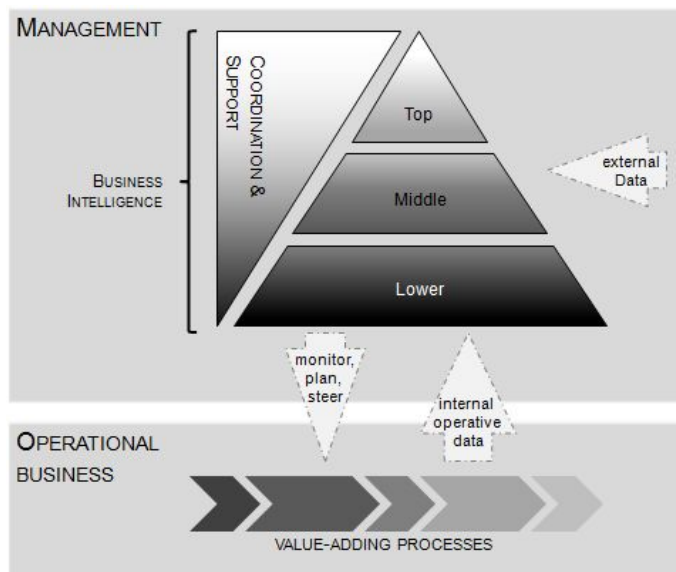 MANAGEMENT
COORDINATION &
SUPPORT
BUSINESS
INTELLIGENCE
Top
Middle
Lower
external
Data
monitor,
plan,
steer
internal
operative
data
OPERATIONAL
BUSINESS
VALUE-ADDING PROCESSES